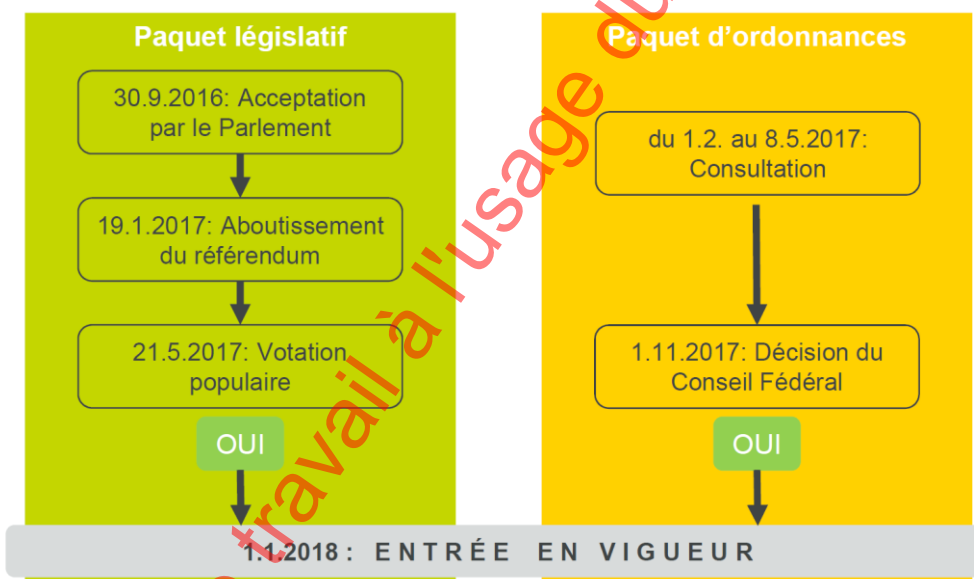 Paquet législatif
30.9.2016: Acceptation
par le Parlement
19.1.2017: Aboutissement
du référendum
21.5.2017: Votation
populaire
OUI
Paquet d'ordonnances
du 1.2. au 8.5.2017:
Consultation
1.11.2017: Décision du
Conseil Fédéral
OUI
1.1.2018: ENTRÉE EN VIGUEUR
travail à l'usage